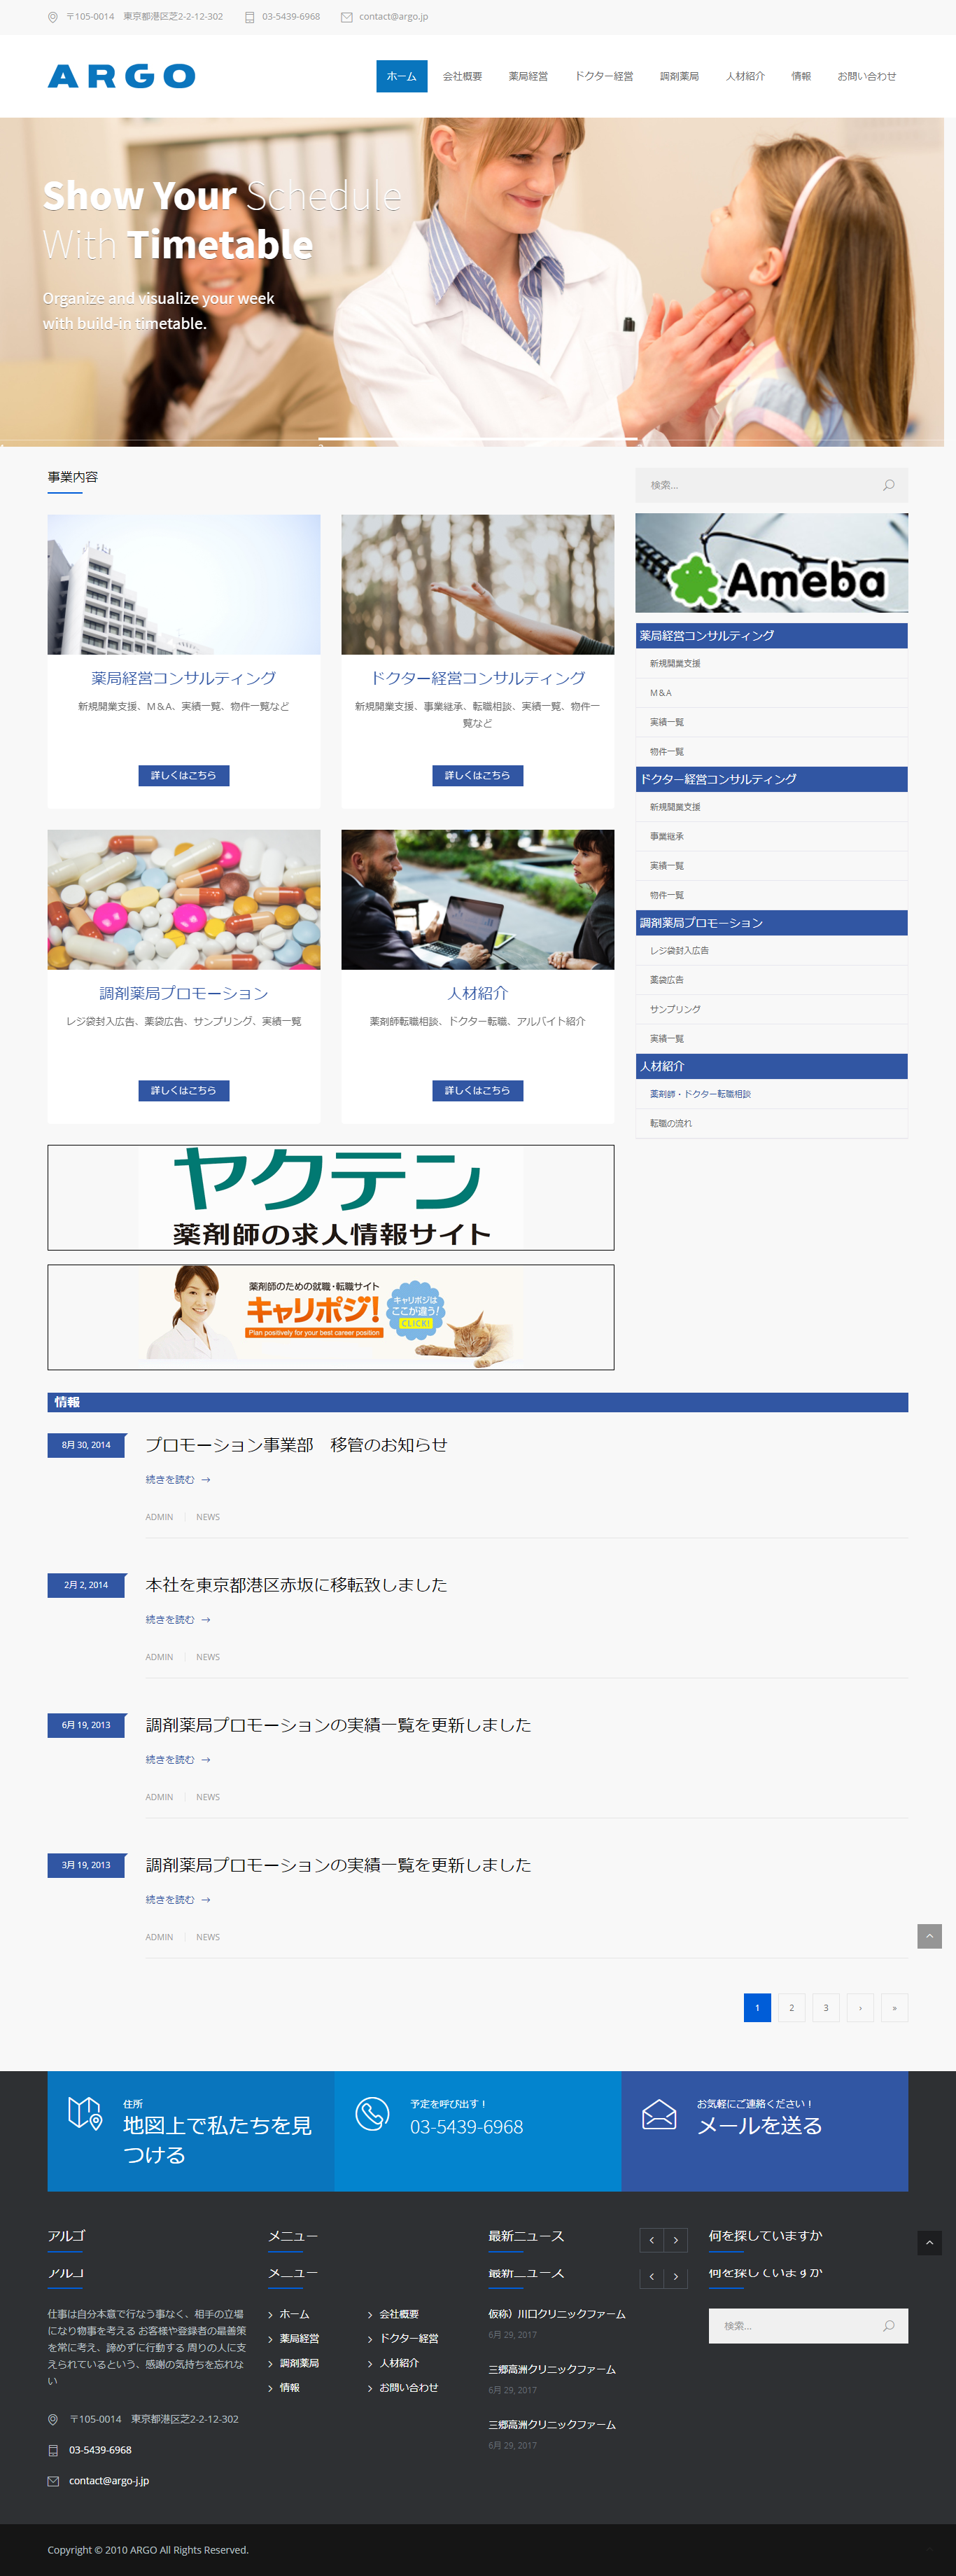 〒105-0014　東京都港区芝2-2-12-302
03-5439-6968
contact@argo.jp
ARGO
ホーム
会社概要
薬局経営
ドクター経営
調剤薬局
人材紹介
情報
お問い合わせ
Show Your Schedule
With Timetable
Organize and visualize your week
with build-in timetable.
事業内容
薬局経営コンサルティング
新規開業支援、M＆A、実績一覧、物件一覧など
詳しくはこちら
ドクター経営コンサルティング
新規開業支援、事業継承、転職相談、実績一覧、物件一
覧など
詳しくはこちら
調剤薬局プロモーション
レジ袋封入広告、薬袋広告、サンプリング、実績一覧
詳しくはこちら
人材紹介
薬剤師転職相談、ドクター転職、アルバイト紹介
詳しくはこちら
ヤクテン
薬剤師の求人情報サイト
薬剤師のための就職・転職サイト
キャリポジ!
Plan positively for your best career position
キャリポジは
ここが違う!
CLICK!
検索...
Ameba
薬局経営コンサルティング
新規開業支援
M＆A
実績一覧
物件一覧
ドクター経営コンサルティング
新規開業支援
事業継承
実績一覧
物件一覧
調剤薬局プロモーション
レジ袋封入広告
薬袋広告
サンプリング
実績一覧
人材紹介
薬剤師・ドクター転職相談
転職の流れ
情報
8月 30, 2014
プロモーション事業部　移管のお知らせ
続きを読む →
ADMIN
NEWS
2月 2, 2014
本社を東京都港区赤坂に移転致しました
続きを読む →
ADMIN
NEWS
6月 19, 2013
調剤薬局プロモーションの実績一覧を更新しました
続きを読む →
ADMIN
NEWS
3月 19, 2013
調剤薬局プロモーションの実績一覧を更新しました
続きを読む →
ADMIN
NEWS
1
2
3
›
»
住所
地図上で私たちを見
つける
予定を呼び出す！
03-5439-6968
お気軽にご連絡ください！
メールを送る
アルゴ
メニュー
最新ニュース
何を探していますか
アルゴ
メニュー
最新ニュース
何を探していますか
仕事は自分本意で行なう事なく、相手の立場
になり物事を考える お客様や登録者の最善策
を常に考え、諦めずに行動する 周りの人に支
えられているという、感謝の気持ちを忘れな
い
〒105-0014　東京都港区芝2-2-12-302
03-5439-6968
contact@argo-j.jp
ホーム
会社概要
薬局経営
ドクター経営
調剤薬局
人材紹介
情報
お問い合わせ
仮称）川口クリニックファーム
6月 29, 2017
三郷高洲クリニックファーム
6月 29, 2017
三郷高洲クリニックファーム
6月 29, 2017
検索...
Copyright © 2010 ARGO All Rights Reserved.